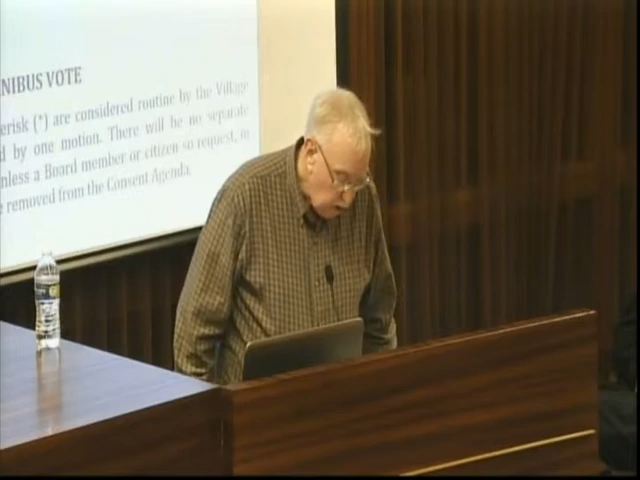 NIBUS VOTE
erisk (*) are considered routine by the Village
d by one motion. There will be no separate
nless a Board member or citizen so request, in
e removed from the Consent Agenda.